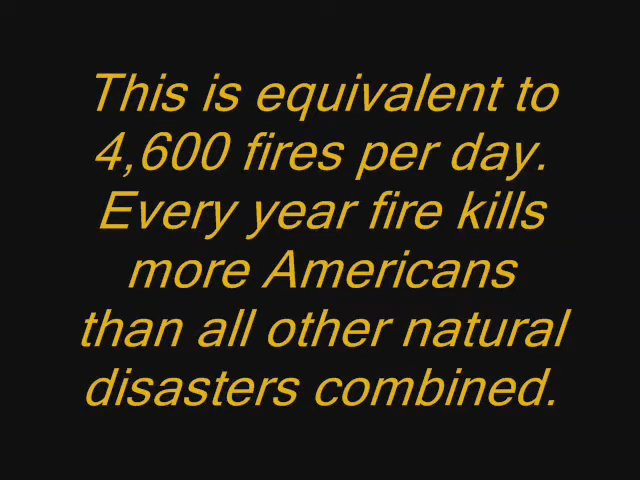 This is equivalent to
4,600 fires per day.
Every year fire kills
more Americans
than all other natural
disasters combined.